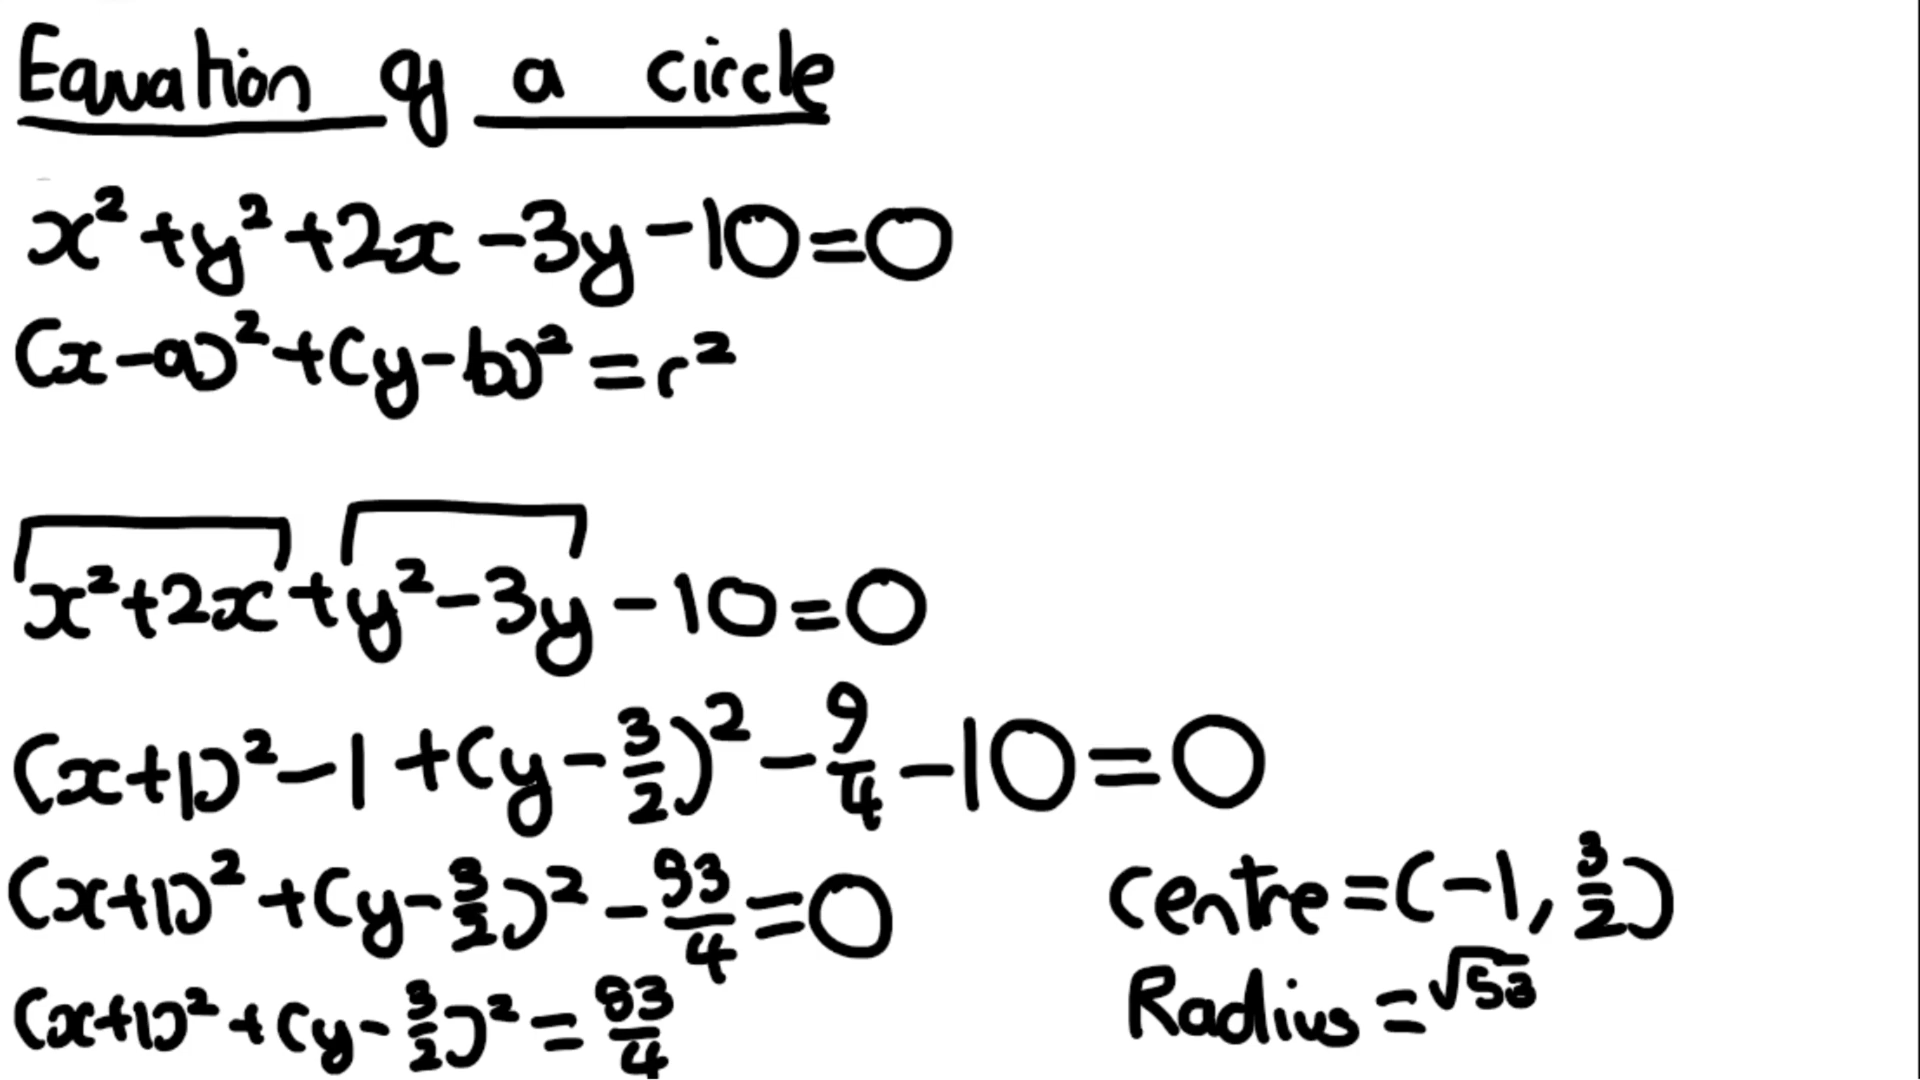 Equation of a circle
x²+y²+2x-3y-10=0
(x-a)²+(y-b)²=r²
x²+2x+y²-3y-10=0
(x+1)²-1+(y-3/2)²-9/4-10=0
(x+1)²+(y-3/2)²-53/4=0
(x+1)²+(y-3/2)²=53/4
Centre=(-1,3/2)
Radius=√53